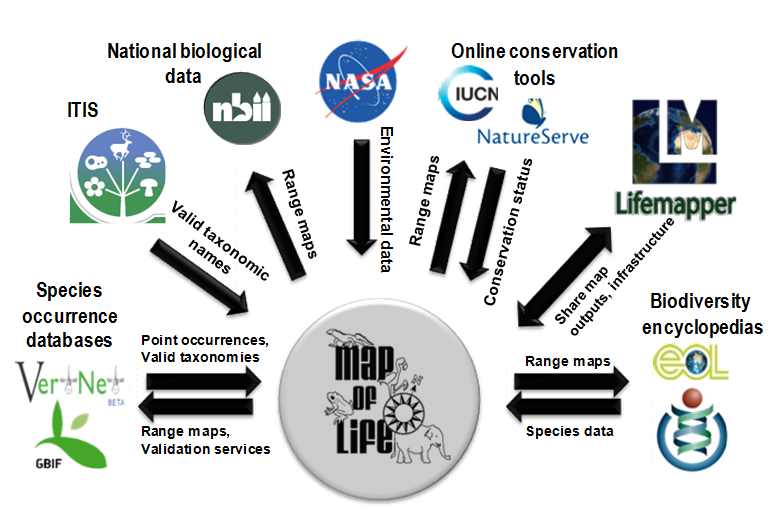 National biological
data
nbii
NASA
Online conservation
tools
IUCN
NatureServe
ITIS
LM
Lifemapper
Valid taxonomic
names
Range maps
Environmental data
Range maps
Conservation status
Share map
outputs, infrastructure
Species
occurrence
databases
VertNet
BETA
GBIF
Point occurrences,
Valid taxonomies
Range maps,
Validation services
map
of
Life
Biodiversity
encyclopedias
eol
Range maps
Species data